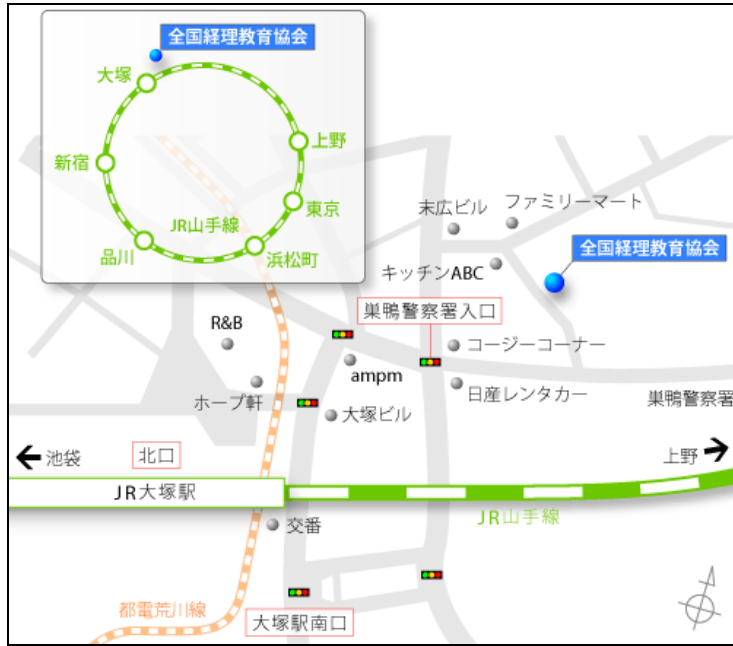 全国経理教育協会
大塚
上野
新宿
東京
JR山手線
品川
浜松町
末広ビル
ファミリーマート
全国経理教育協会
キッチンABC
巣鴨警察署入口
R&B
コージーコーナー
ampm
ホープ軒
日産レンタカー
巣鴨警察署
大塚ビル
池袋
北口
上野
JR大塚駅
JR山手線
交番
都電荒川線
大塚駅南口